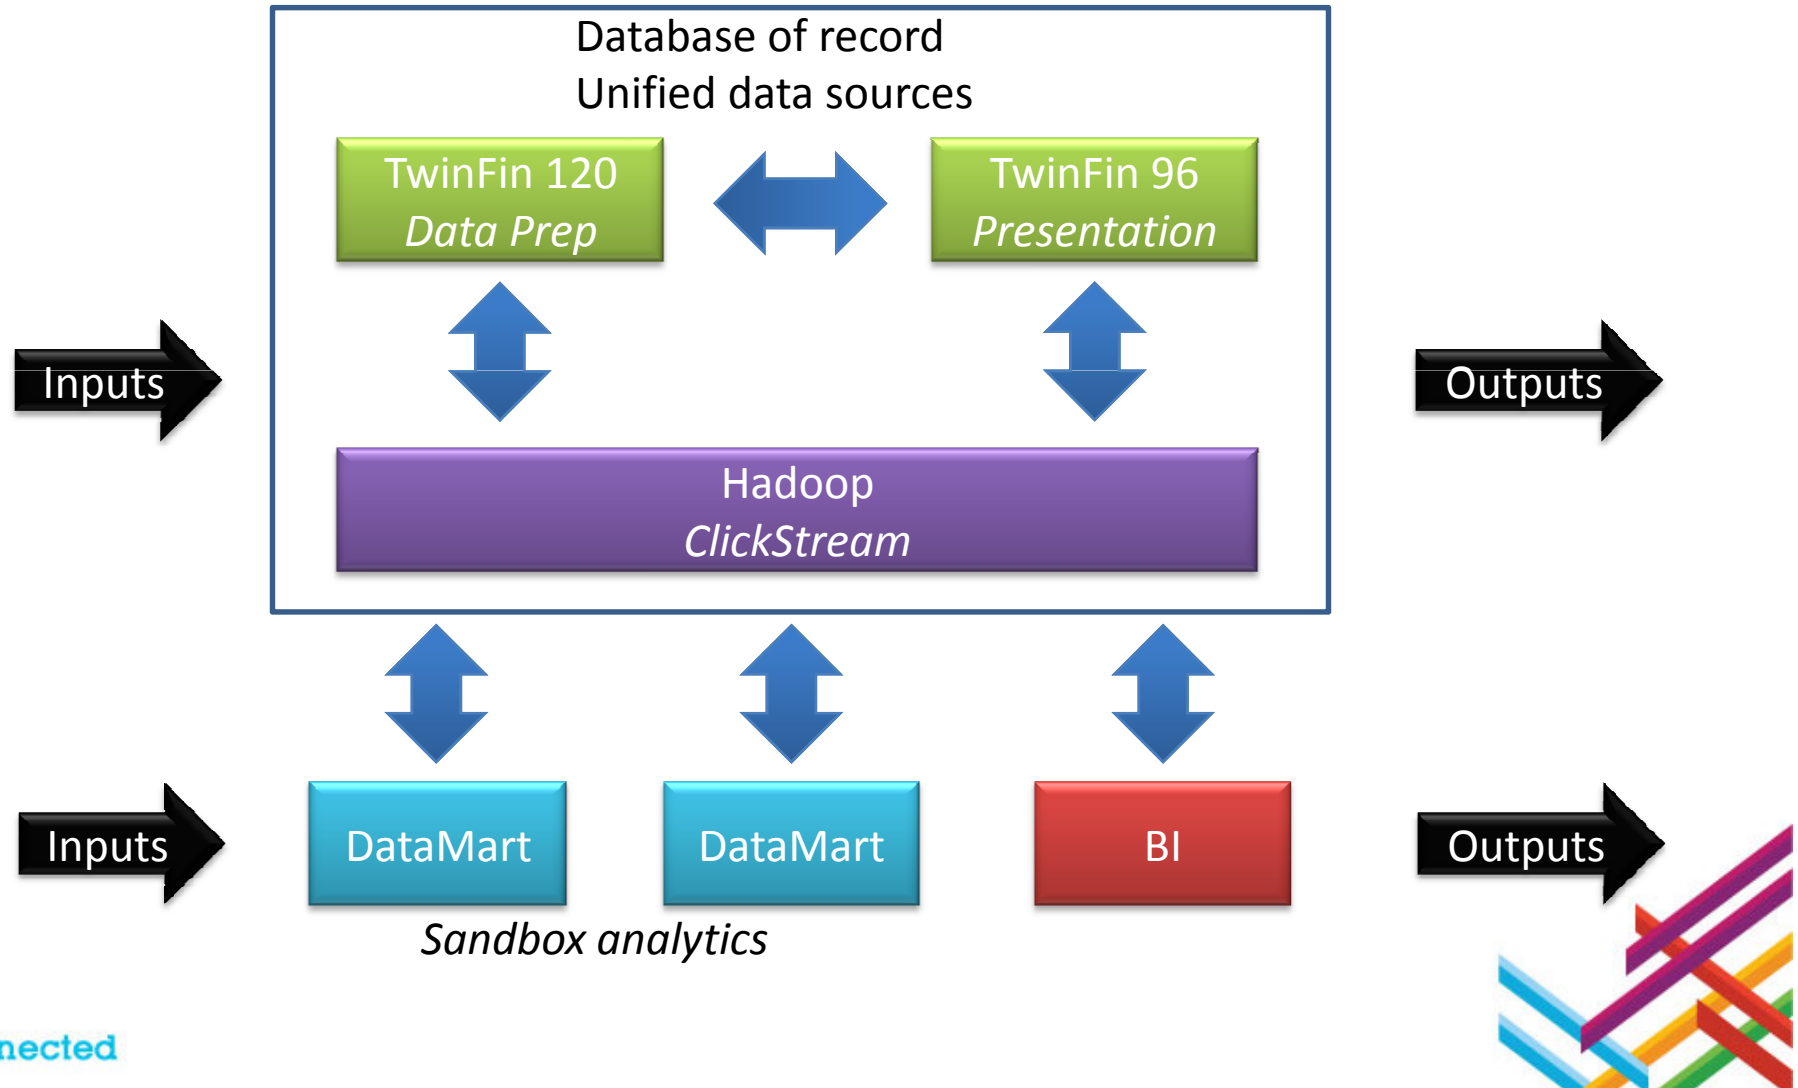 Database of record
Unified data sources
TwinFin 120
Data Prep
TwinFin 96
Presentation
Inputs
Outputs
Hadoop
ClickStream
Inputs
DataMart
DataMart
BI
Outputs
Sandbox analytics
nected